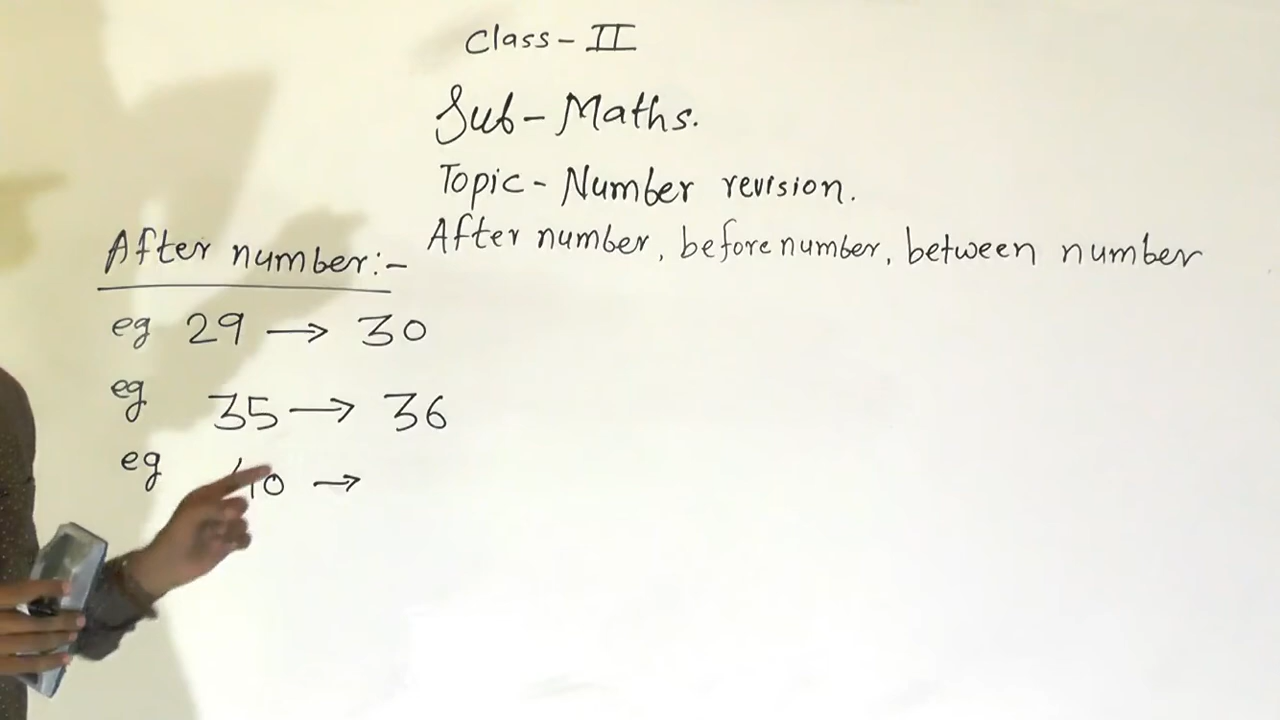 Class - II
Sub - Maths.
Topic - Number revision.
After number, before number, between number
After number:-
eg 29 → 30
eg 35 → 36
eg 40 →